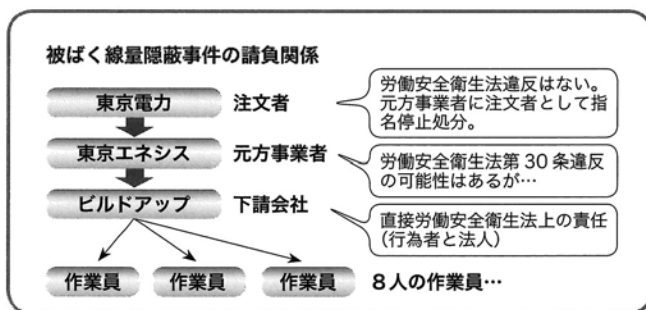 被ばく線量隠蔽事件の請負関係
東京電力 注文者
労働安全衛生法違反はない。
元方事業者に注文者として指
名停止処分。
東京エネシス 元方事業者
労働安全衛生法第30条違反
の可能性はあるが…
ビルドアップ 下請会社
直接労働安全衛生法上の責任
(行為者と法人)
作業員 作業員 作業員 8人の作業員…